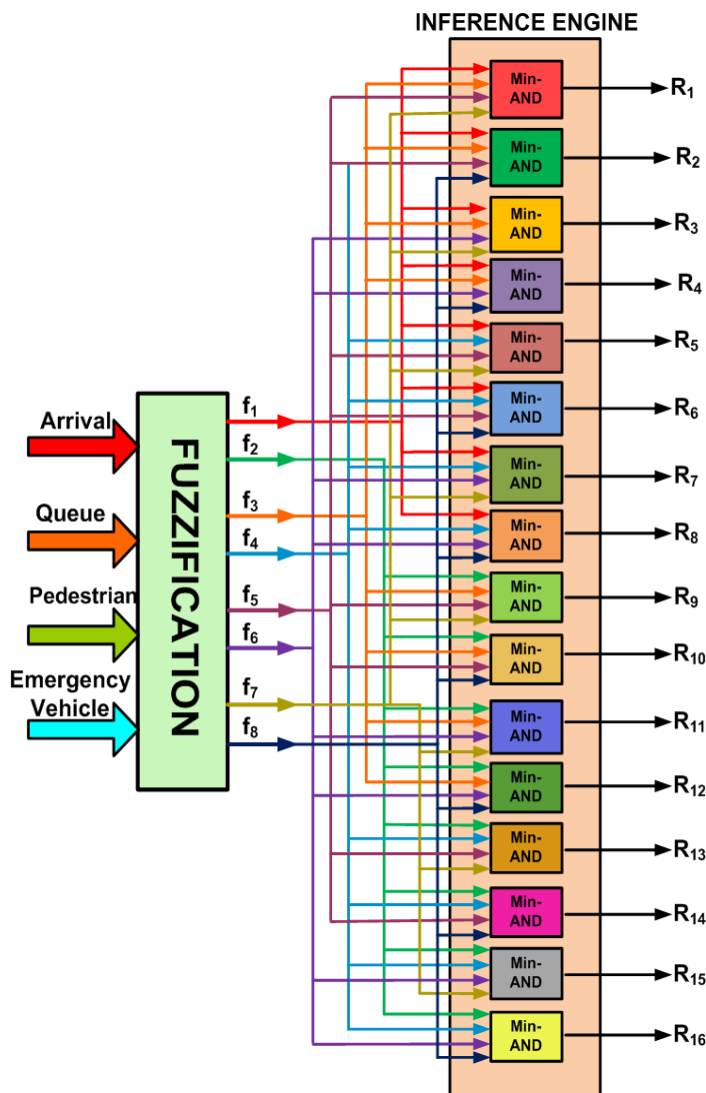 INFERENCE ENGINE
Min-
AND
R1
Min-
AND
R2
Min-
AND
R3
Min-
AND
R4
Min-
AND
R5
Min-
AND
R6
Min-
AND
R7
Min-
AND
R8
Min-
AND
R9
Min-
AND
R10
Min-
AND
R11
Min-
AND
R12
Min-
AND
R13
Min-
AND
R14
Min-
AND
R15
Min-
AND
R16
Arrival
Queue
Pedestrian
Emergency
Vehicle
FUZZIFICATION
f1
f2
f3
f4
f5
f6
f7
f8